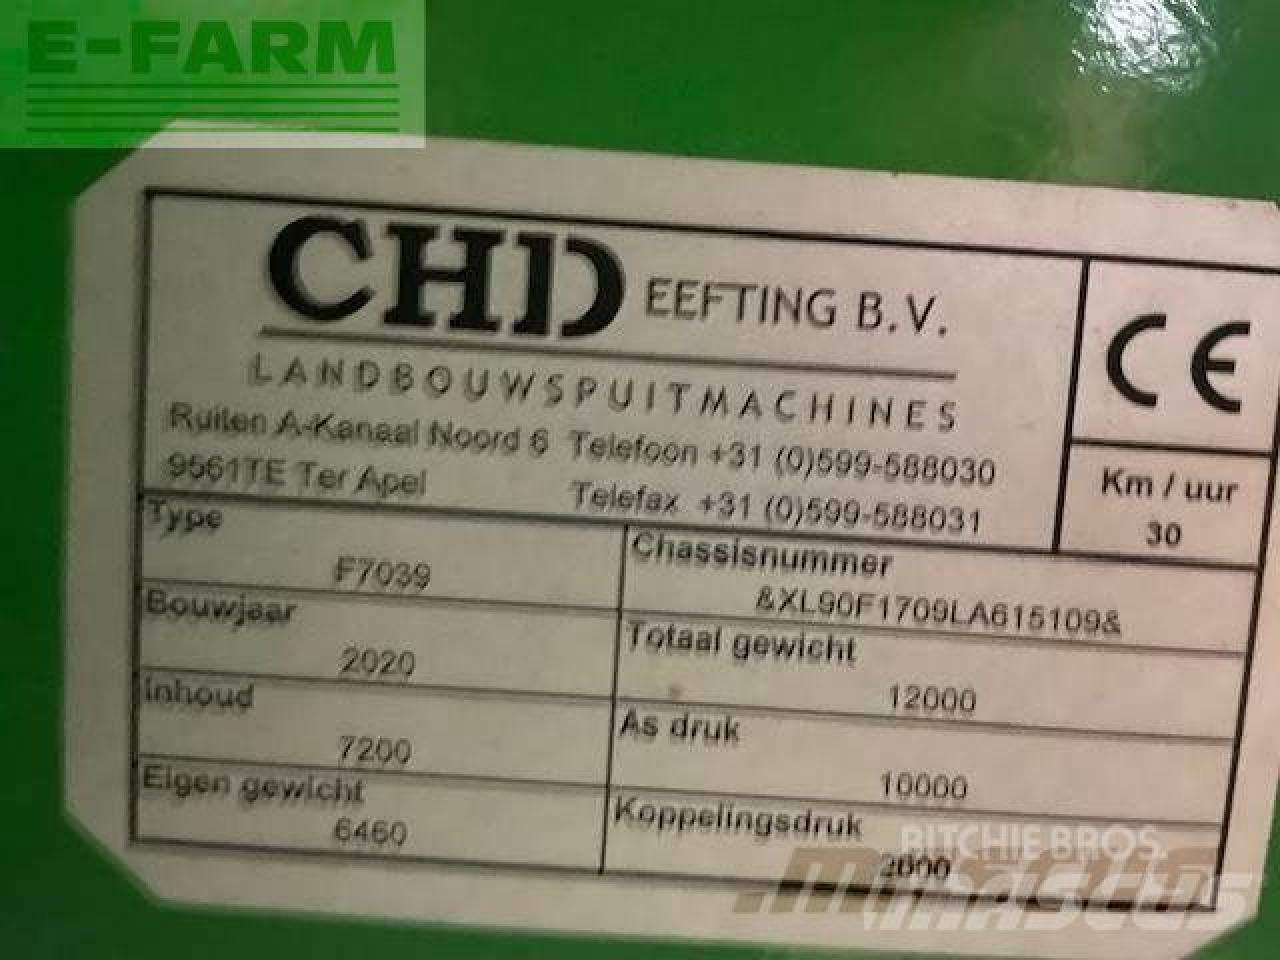 E-FARM
CHD EEFTING B.V.
LANDBOUWSPUITMACHINES
Ruiten A-Kanaal Noord 6 Telefoon +31 (0)599-588030
9561TE Ter Apel Telefax +31 (0)599-588031
CE
Km / uur
30
Type
F7039
Chassisnummer
&XL90F1709LA615109&
Bouwjaar
2020
Totaal gewicht
12000
Inhoud
7200
As druk
10000
Eigen gewicht
6460
Koppelingsdruk
2000
RITCHIE BROS.
mascus